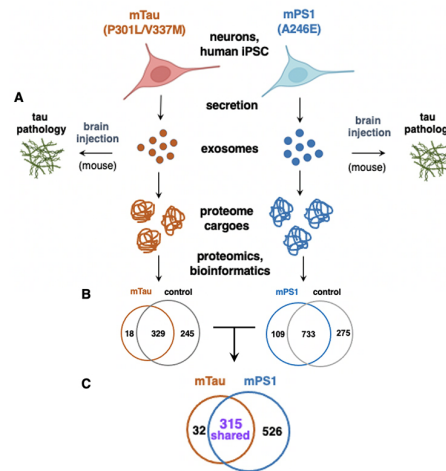 mTau
(P301L/V337M)
neurons,
human iPSC
mPS1
(A246E)
A
secretion
tau
pathology
brain
injection
(mouse)
exosomes
brain
injection
(mouse)
tau
patholo
proteome
cargoes
proteomics,
bioinformatics
B
mTau
control
18
329
245
mPS1
control
109
733
275
C
mTau
mPS1
32
315
shared
526